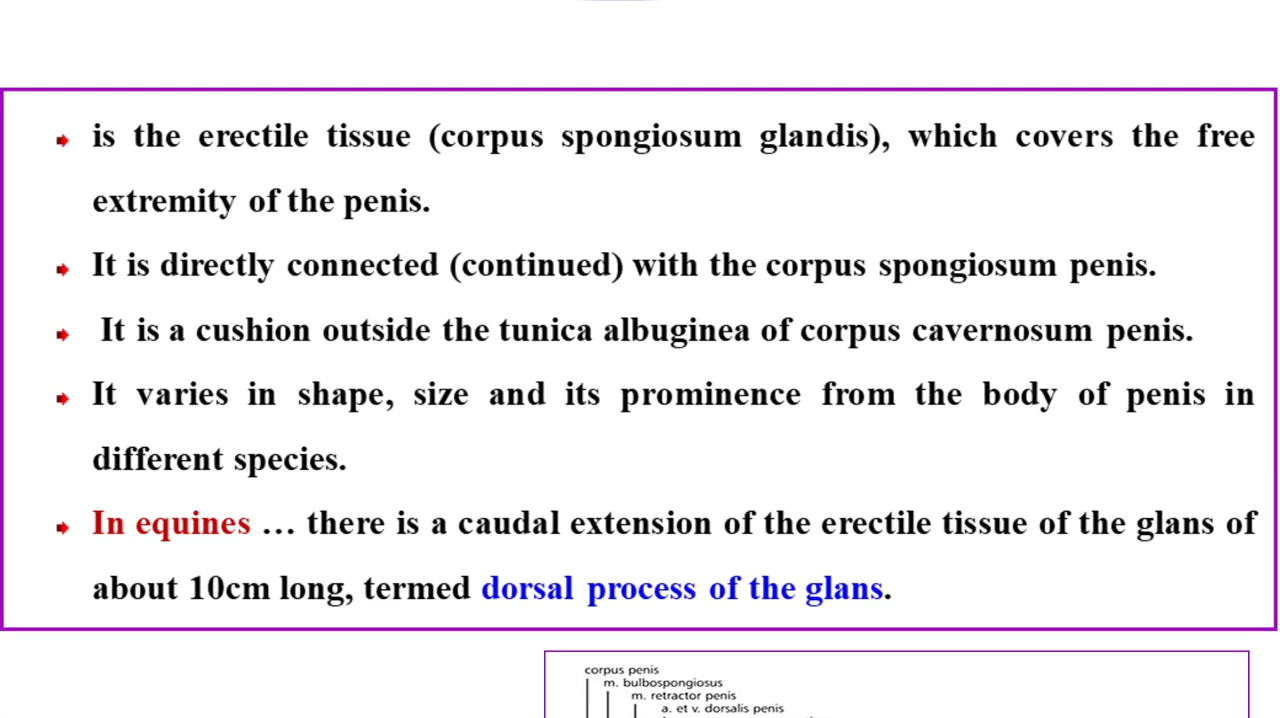 is the erectile tissue (corpus spongiosum glandis), which covers the free
extremity of the penis.
It is directly connected (continued) with the corpus spongiosum penis.
It is a cushion outside the tunica albuginea of corpus cavernosum penis.
It varies in shape, size and its prominence from the body of penis in
different species.
In equines … there is a caudal extension of the erectile tissue of the glans of
about 10cm long, termed dorsal process of the glans.
corpus penis
m. bulbospongiosus
m. retractor penis
a. et v. dorsalis penis